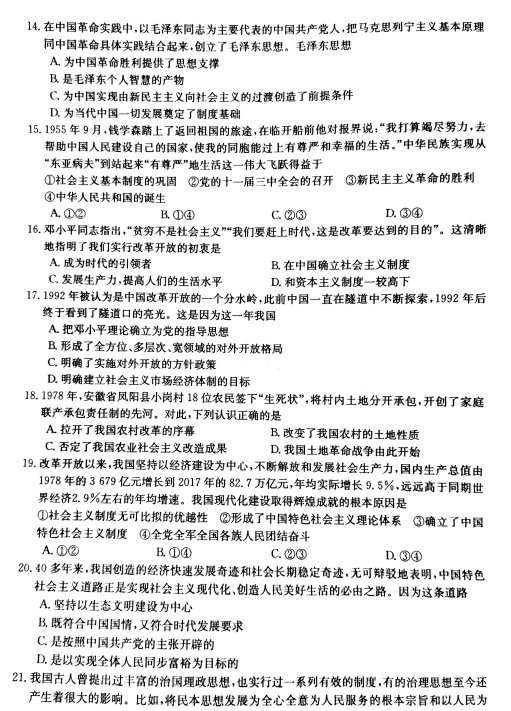 14. 在中国革命实践中,以毛泽东同志为主要代表的中国共产党人,把马克思列宁主义基本原理
同中国革命具体实践结合起来,创立了毛泽东思想。毛泽东思想
A. 为中国革命胜利提供了思想支撑
B. 是毛泽东个人智慧的产物
C. 为中国实现由新民主主义向社会主义的过渡创造了前提条件
D. 为当代中国一切发展奠定了制度基础
15. 1955 年 9 月,钱学森踏上了返回祖国的旅途,在临开船前他对报界说:“我打算竭尽努力,去
帮助中国人民建设自己的国家,使我的同胞能过上有尊严和幸福的生活。”中华民族实现从
“东亚病夫”到站起来“有尊严”地生活这一伟大飞跃得益于
①社会主义基本制度的巩固 ②党的十一届三中全会的召开 ③新民主主义革命的胜利
④中华人民共和国的诞生
A. ①② B. ①④ C. ②③ D. ③④
16. 邓小平同志指出,“贫穷不是社会主义”“我们要赶上时代,这是改革要达到的目的”。这清晰
地指明了我们实行改革开放的初衷是
A. 成为时代的引领者 B. 在中国确立社会主义制度
C. 发展生产力,提高人们的生活水平 D. 和资本主义制度一较高下
17. 1992 年被认为是中国改革开放的一个分水岭,此前中国一直在隧道中不断探索,1992 年后
终于看到了隧道口的亮光。这是因为这一年我国
A. 把邓小平理论确立为党的指导思想
B. 形成了全方位、多层次、宽领域的对外开放格局
C. 明确了实施对外开放的方针政策
D. 明确建立社会主义市场经济体制的目标
18. 1978 年,安徽省凤阳县小岗村 18 位农民签下“生死状”,将村内土地分开承包,开创了家庭
联产承包责任制的先河。对此,下列认识正确的是
A. 拉开了我国农村改革的序幕 B. 改变了我国农村的土地性质
C. 否定了我国农业社会主义改造成果 D. 我国土地革命战争由此开始
19. 改革开放以来,我国坚持以经济建设为中心,不断解放和发展社会生产力,国内生产总值由
1978 年的 3 679 亿元增长到 2017 年的 82.7 万亿元,年均实际增长 9.5%,远远高于同期世
界经济2.9%左右的年均增速。我国现代化建设取得辉煌成就的根本原因是
①社会主义制度无可比拟的优越性 ②形成了中国特色社会主义理论体系 ③确立了中国
特色社会主义制度 ④全党全军全国各族人民团结奋斗
A. ①② B. ①④ C. ②③ D. ③④
20. 40 多年来,我国创造的经济快速发展奇迹和社会长期稳定奇迹,无可辩驳地表明,中国特色
社会主义道路正是实现社会主义现代化、创造人民美好生活的必由之路。因为这条道路
A. 坚持以生态文明建设为中心
B. 既符合中国国情,又符合时代发展要求
C. 是按照中国共产党的主张开辟的
D. 是以实现全体人民同步富裕为目标的
21. 我国古人曾提出过丰富的治国理政思想,也实行过一系列有效的制度,有的治理思想至今还
产生着很大的影响。比如,将民本思想发展为全心全意为人民服务的根本宗旨和以人民为